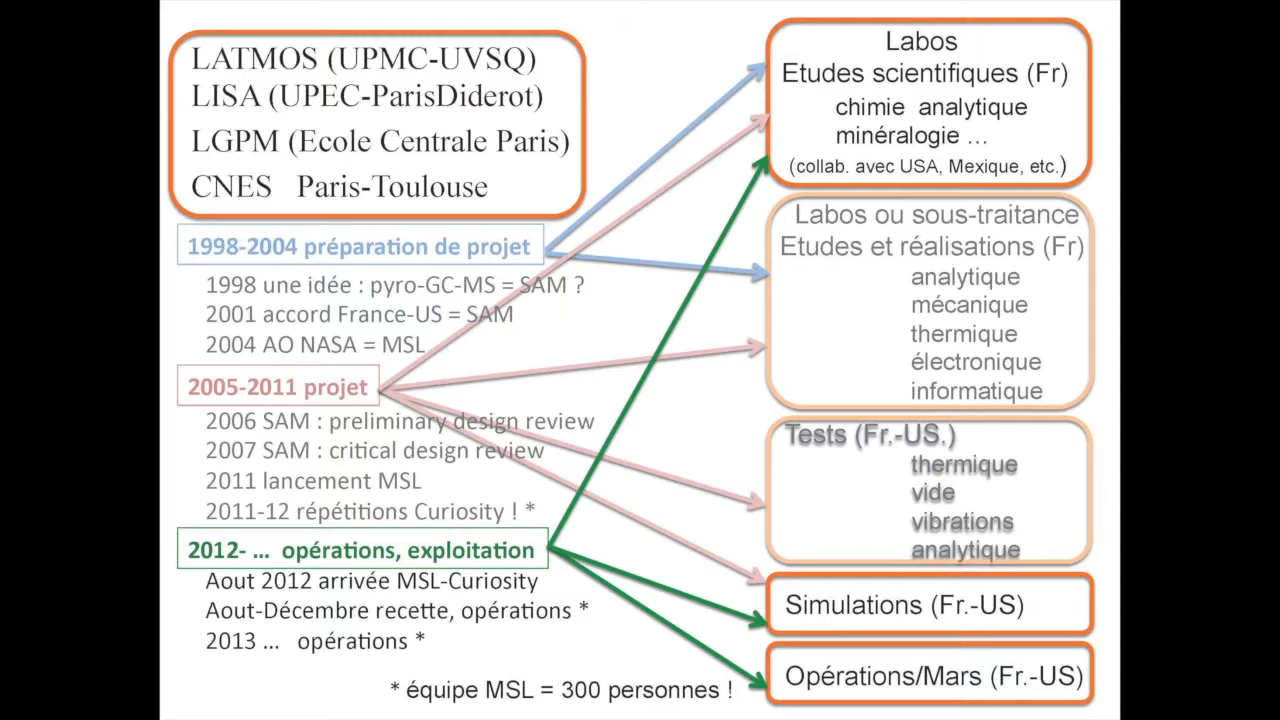 LATMOS (UPMC-UVSQ)
LISA (UPEC-ParisDiderot)
LGPM (Ecole Centrale Paris)
CNES Paris-Toulouse
1998-2004 préparation de projet
1998 une idée : pyro-GC-MS = SAM ?
2001 accord France-US = SAM
2004 AO NASA = MSL
2005-2011 projet
2006 SAM : preliminary design review
2007 SAM : critical design review
2011 lancement MSL
2011-12 répétitions Curiosity ! *
2012- ... opérations, exploitation
Aout 2012 arrivée MSL-Curiosity
Aout-Décembre recette, opérations *
2013 ... opérations *
* équipe MSL = 300 personnes !
Labos
Etudes scientifiques (Fr)
chimie analytique
minéralogie ...
(collab. avec USA, Mexique, etc.)
Labos ou sous-traitance
Etudes et réalisations (Fr)
analytique
mécanique
thermique
électronique
informatique
Tests (Fr.-US.)
thermique
vide
vibrations
analytique
Simulations (Fr.-US)
Opérations/Mars (Fr.-US)